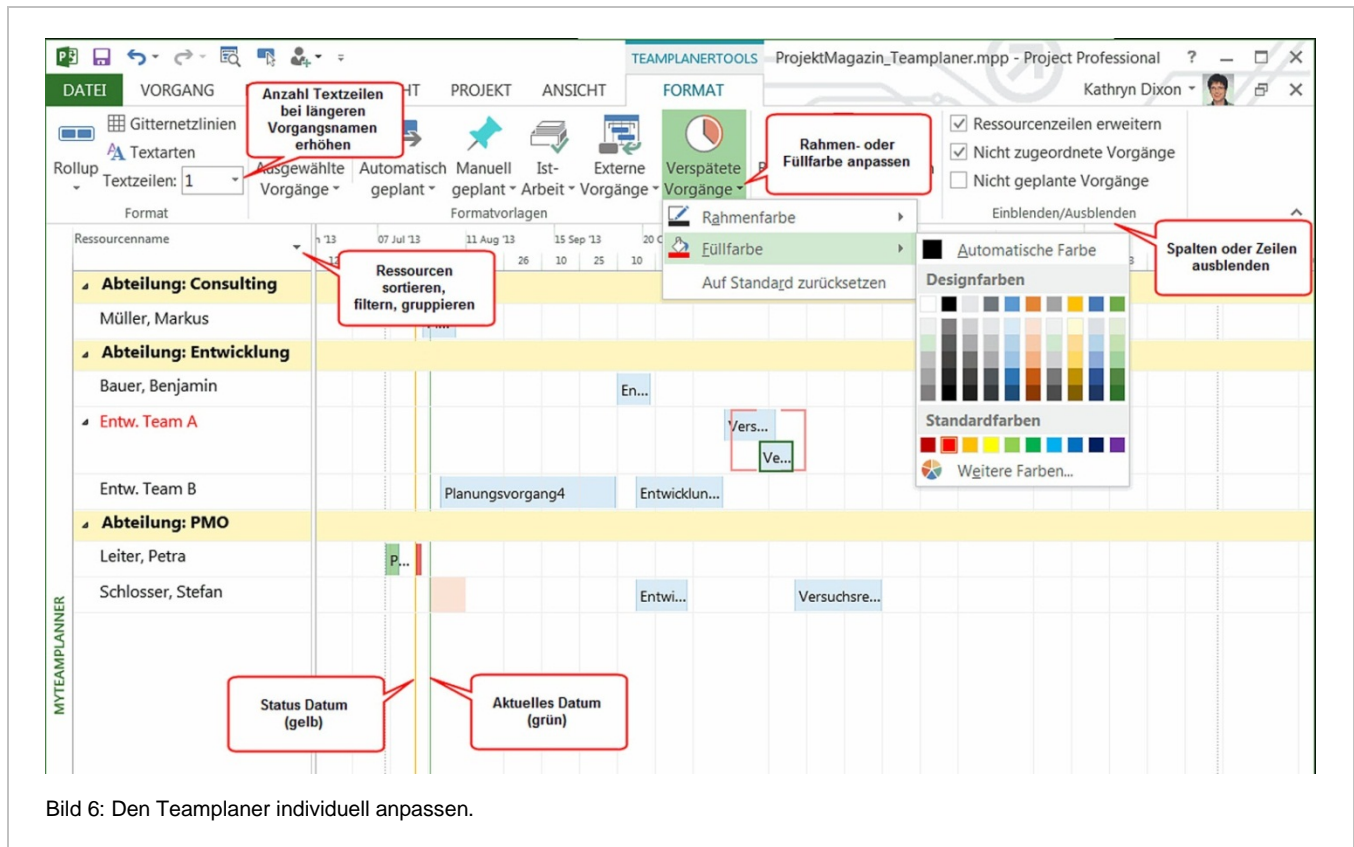 TEAMPLANERTOOLS ProjektMagazin_Teamplaner.mpp - Project Professional
DATEI VORGANG HT PROJEKT ANSICHT FORMAT Kathryn Dixon
Anzahl Textzeilen
bei längeren
Vorgangsnamen
erhöhen
Gitternetzlinien
Textarten
Textzeilen: 1
Rollup
Format
Ausgewählte
Vorgänge
Automatisch
geplant
Manuell
geplant
Ist-
Arbeit
Externe
Vorgänge
Verspätete
Vorgänge
Formatvorlagen
Rahmen- oder
Füllfarbe anpassen
Ressourcenzeilen erweitern
Nicht zugeordnete Vorgänge
Nicht geplante Vorgänge
Einblenden/Ausblenden
Rahmenfarbe
Füllfarbe
Auf Standard zurücksetzen
Automatische Farbe
Designfarben
Standardfarben
Weitere Farben...
Spalten oder Zeilen
ausblenden
Ressourcenname
'13 07 Jul '13 11 Aug '13 15 Sep '13 20
26 10 25 10
Ressourcen
sortieren,
filtern, gruppieren
Abteilung: Consulting
Müller, Markus
Abteilung: Entwicklung
Bauer, Benjamin En...
Entw. Team A Vers...
Ve...
Entw. Team B Planungsvorgang4 Entwicklun...
Abteilung: PMO
Leiter, Petra P...
Schlosser, Stefan Entwi... Versuchsre...
MYTEAMPLANNER
Status Datum
(gelb)
Aktuelles Datum
(grün)
Bild 6: Den Teamplaner individuell anpassen.